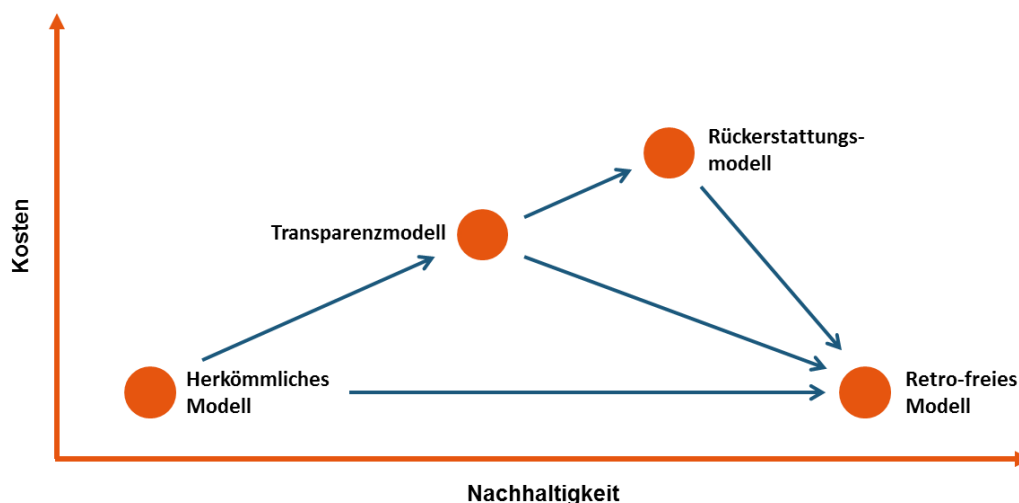 Rückerstattungs-
modell
Transparenzmodell
Kosten
Herkömmliches
Modell
Retro-freies
Modell
Nachhaltigkeit